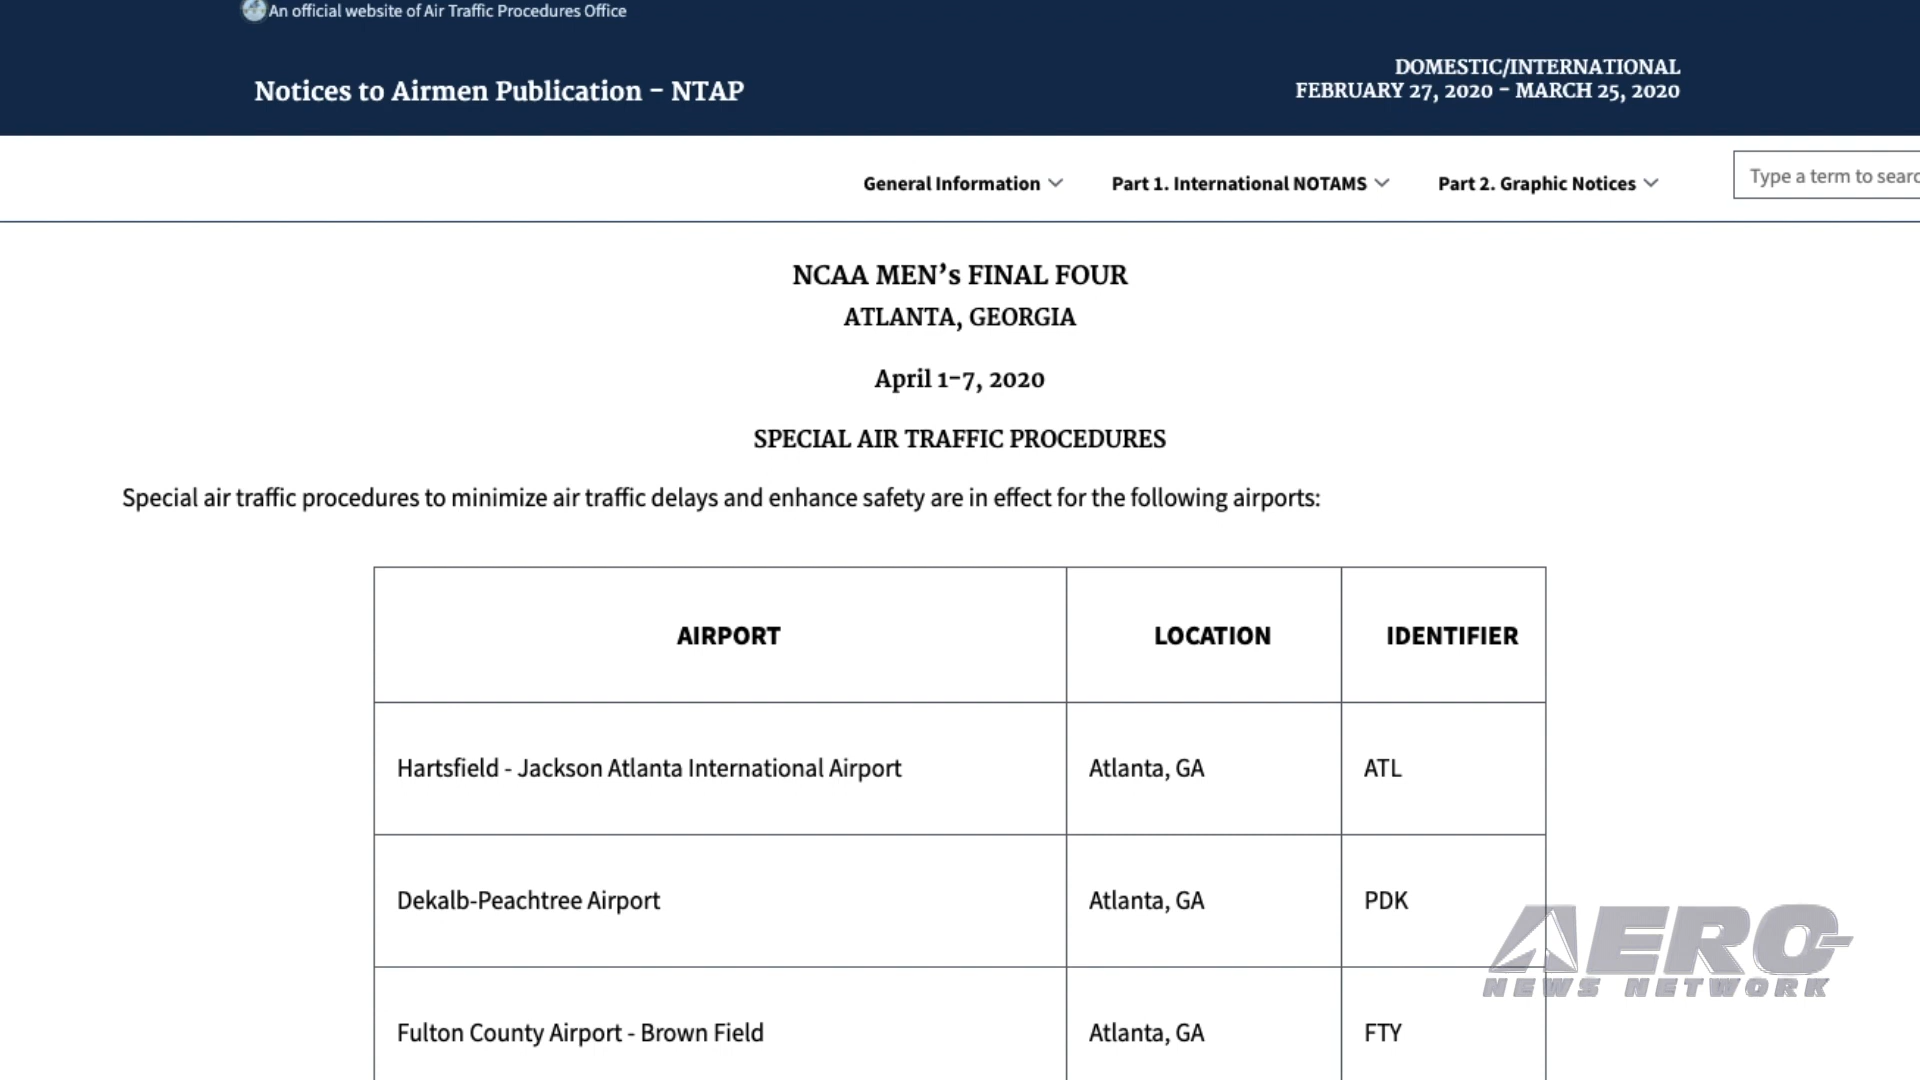 An official website of Air Traffic Procedures Office
Notices to Airmen Publication - NTAP
DOMESTIC/INTERNATIONAL
FEBRUARY 27, 2020 - MARCH 25, 2020
General Information
Part 1. International NOTAMS
Part 2. Graphic Notices
Type a term to searc
NCAA MEN's FINAL FOUR
ATLANTA, GEORGIA
April 1-7, 2020
SPECIAL AIR TRAFFIC PROCEDURES
Special air traffic procedures to minimize air traffic delays and enhance safety are in effect for the following airports:
AIRPORT LOCATION IDENTIFIER
Hartsfield - Jackson Atlanta International Airport Atlanta, GA ATL
Dekalb-Peachtree Airport Atlanta, GA PDK
Fulton County Airport - Brown Field Atlanta, GA FTY
AERO-
NEWS NETWORK